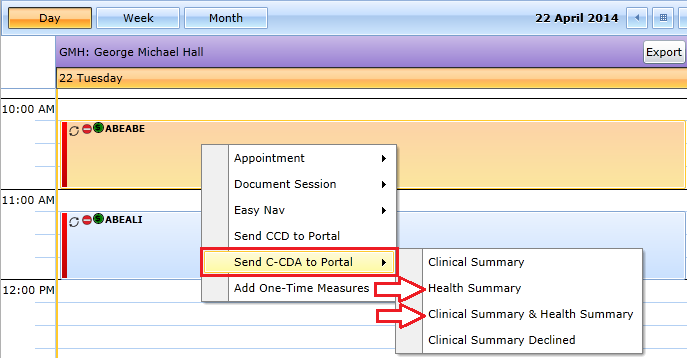 Day
Week
Month
22 April 2014
GMH: George Michael Hall
Export
22 Tuesday
10:00 AM
ABEABE
Appointment
Document Session
11:00 AM
Easy Nav
ABEALI
Send CCD to Portal
Send C-CDA to Portal
Clinical Summary
12:00 PM
Add One-Time Measures
Health Summary
Clinical Summary & Health Summary
Clinical Summary Declined